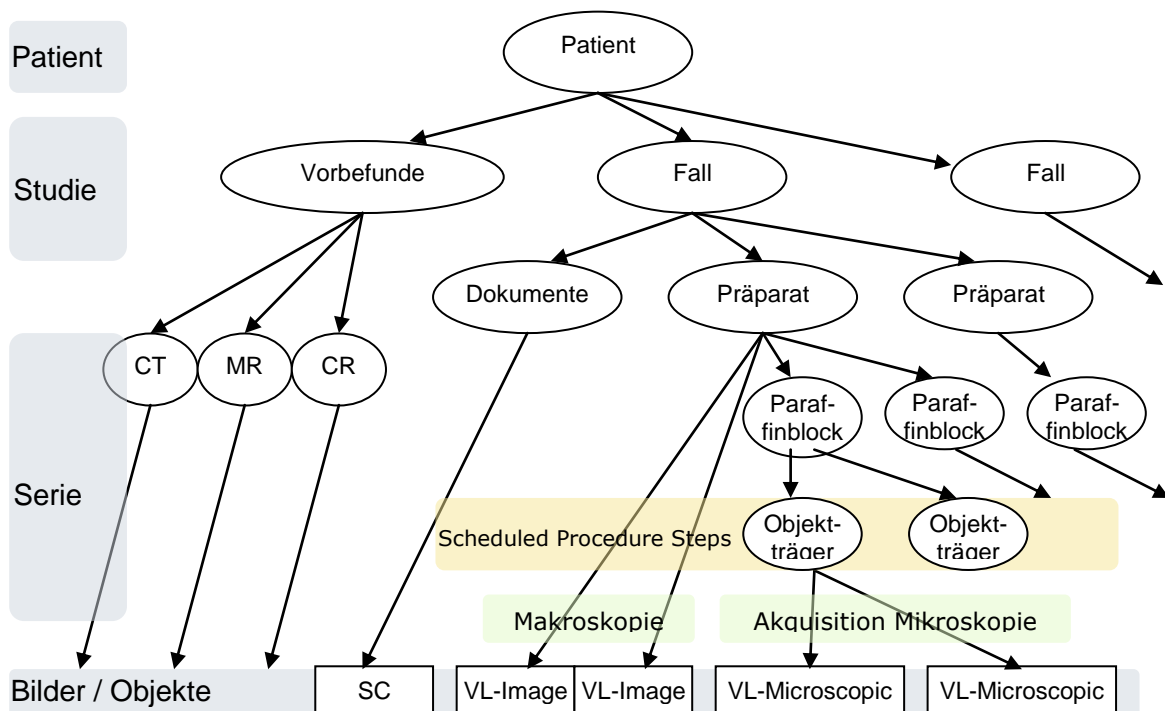 Patient
Patient
Studie
Vorbefunde
Fall
Fall
Dokumente
Präparat
Präparat
Serie
CT
MR
CR
Paraf-
finblock
Paraf-
finblock
Paraf-
finblock
Scheduled Procedure Steps
Objekt-
träger
Objekt-
träger
Makroskopie
Akquisition Mikroskopie
Bilder / Objekte
SC
VL-Image
VL-Image
VL-Microscopic
VL-Microscopic